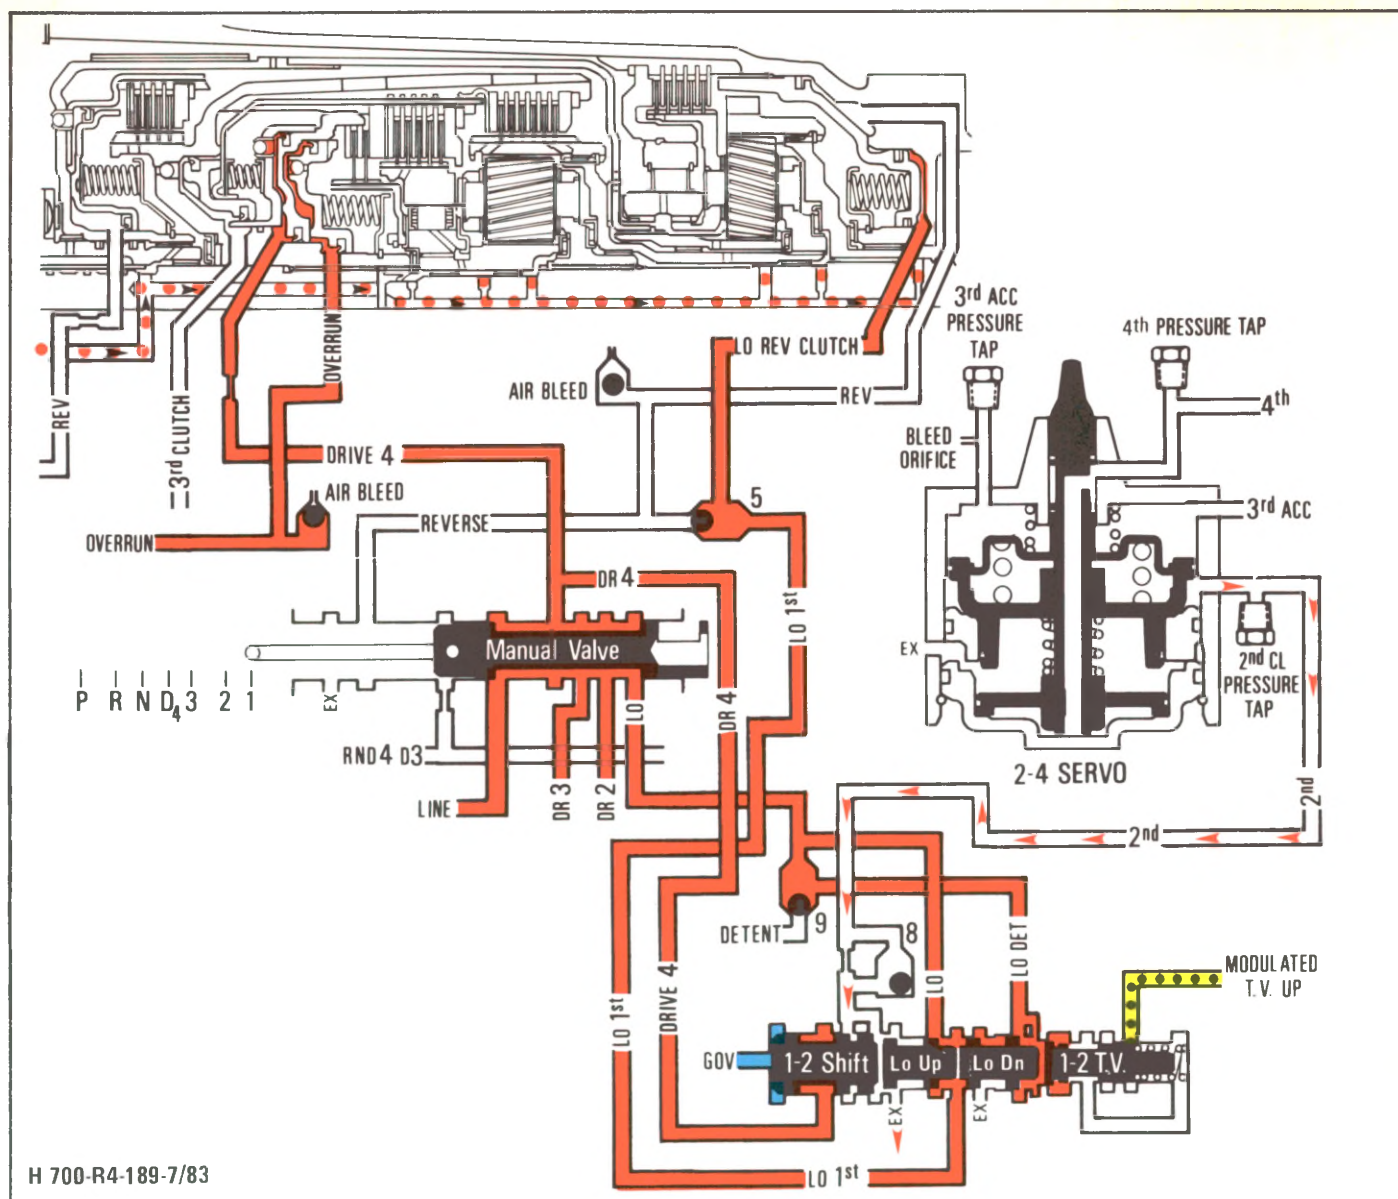 3rd ACC
PRESSURE
TAP
4th PRESSURE TAP
OVERRUN
LO REV CLUTCH
AIR BLEED
REV
REV
3rd CLUTCH
4th
BLEED
ORIFICE
DRIVE 4
AIR BLEED
5
3rd ACC
OVERRUN
REVERSE
DR 4
LO 1st
Manual Valve
EX
2nd CL
PRESSURE
TAP
P R N D4 3 2 1
EX
LO
DR 4
RND4 D3
2-4 SERVO
LINE
DR 3
DR 2
2nd
2nd
DETENT
9
8
LO DET
MODULATED
T.V. UP
LO 1st
DRIVE 4
LO
GOV
1-2 Shift
Lo Up
Lo Dn
1-2 T.V.
EX
EX
LO 1st
H 700-R4-189-7/83